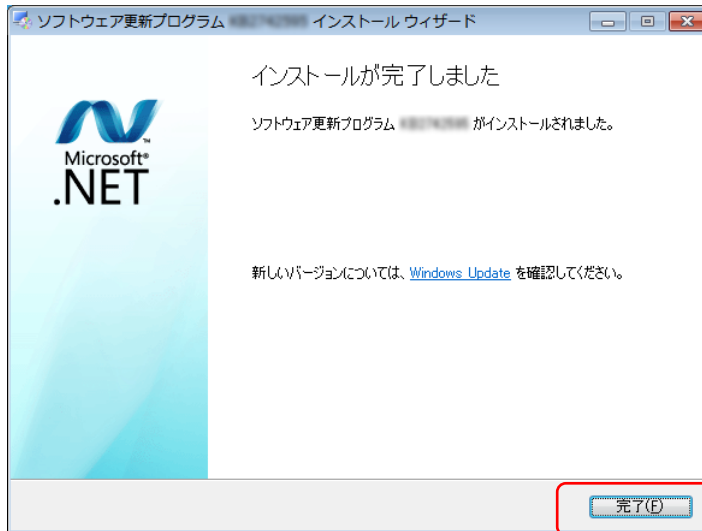 ソフトウェア更新プログラム インストール ウィザード
インストールが完了しました
ソフトウェア更新プログラム がインストールされました。
Microsoft®
.NET™
新しいバージョンについては、Windows Update を確認してください。
完了(F)